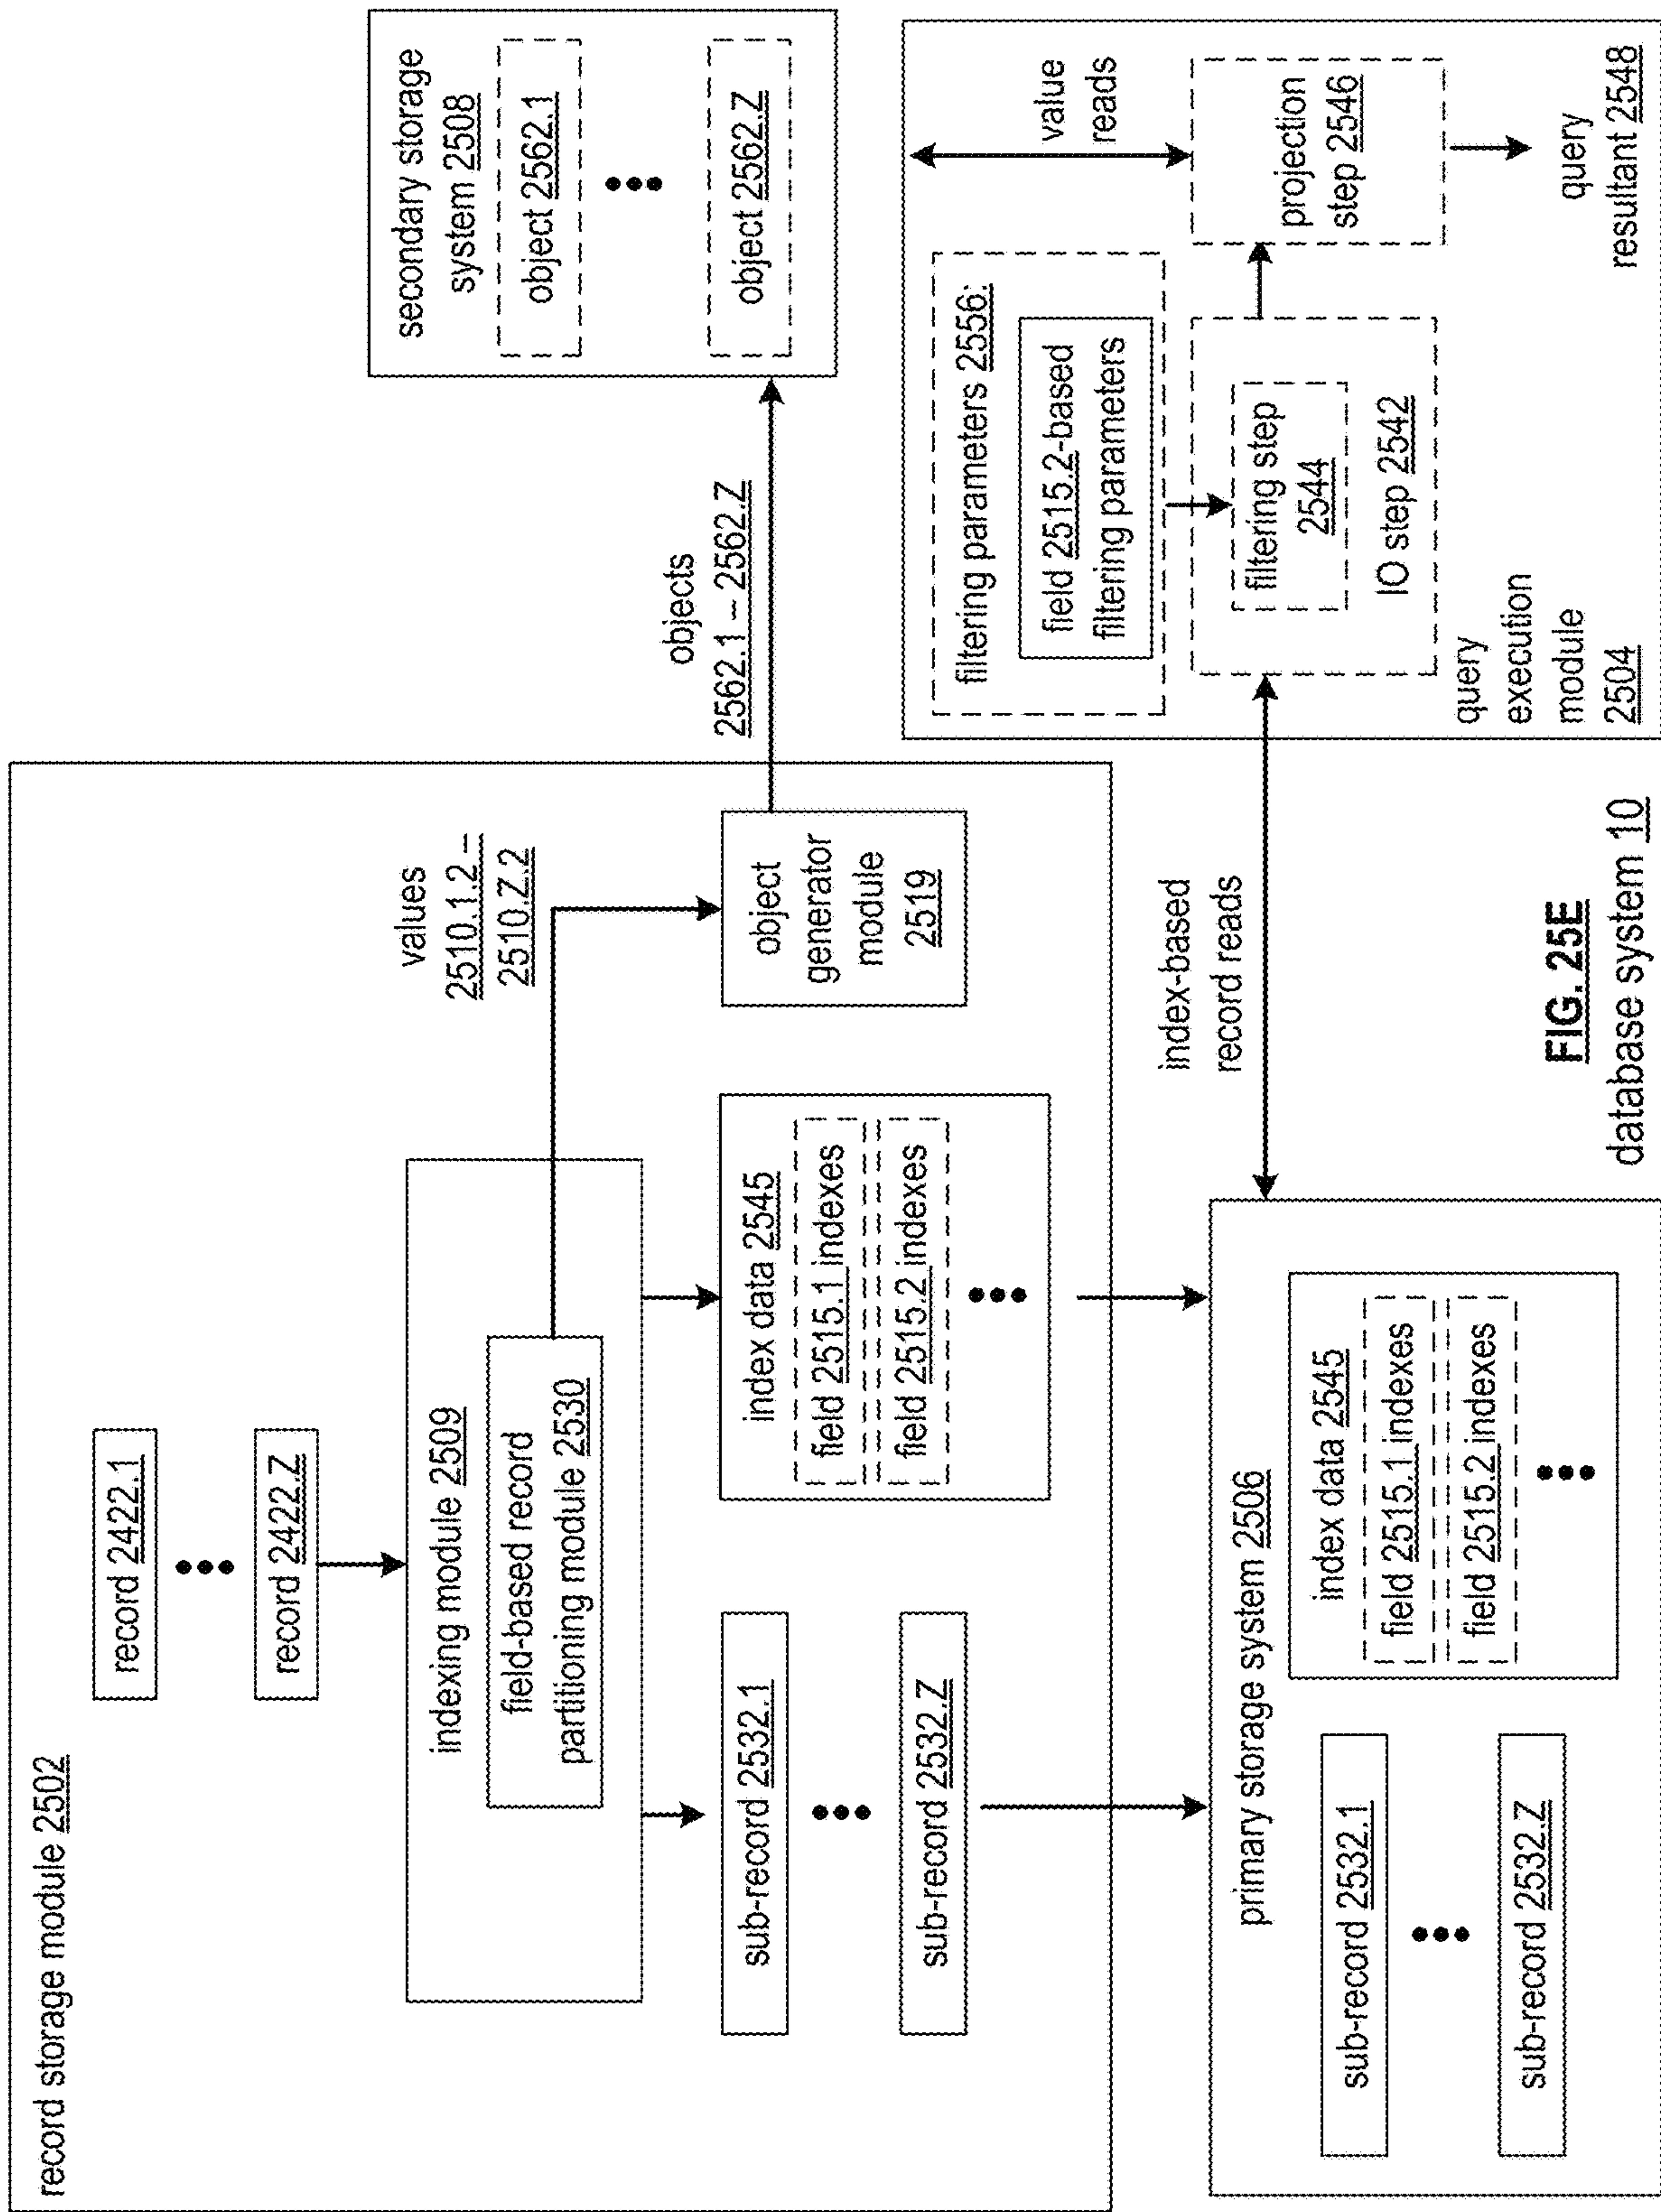 record storage module 2502
record 2422.1
record 2422.Z
indexing module 2509
field-based record
partitioning module 2530
values
2510.1.2 –
2510.Z.2
sub-record 2532.1
sub-record 2532.Z
index data 2545
field 2515.1 indexes
field 2515.2 indexes
object
generator
module
2519
objects
2562.1 – 2562.Z
secondary storage
system 2508
object 2562.1
object 2562.Z
primary storage system 2506
sub-record 2532.1
sub-record 2532.Z
index data 2545
field 2515.1 indexes
field 2515.2 indexes
index-based
record reads
filtering parameters 2556:
field 2515.2-based
filtering parameters
filtering step
2544
IO step 2542
query
execution
module
2504
value
reads
projection
step 2546
query
resultant 2548
FIG. 25E
database system 10